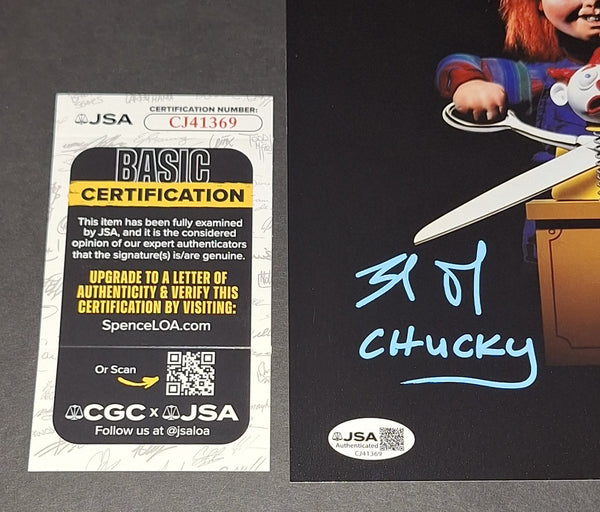 JSA
CERTIFICATION NUMBER:
CJ41369
BASIC
CERTIFICATION
This item has been fully examined
by JSA, and it is the considered
opinion of our expert authenticators
that the signature(s) is/are genuine.
UPGRADE TO A LETTER OF
AUTHENTICITY & VERIFY THIS
CERTIFICATION BY VISITING:
SpenceLOA.com
Or Scan
CGC x JSA
Follow us at @jsaloa
CHUCKY
JSA
Authenticated
CJ41369